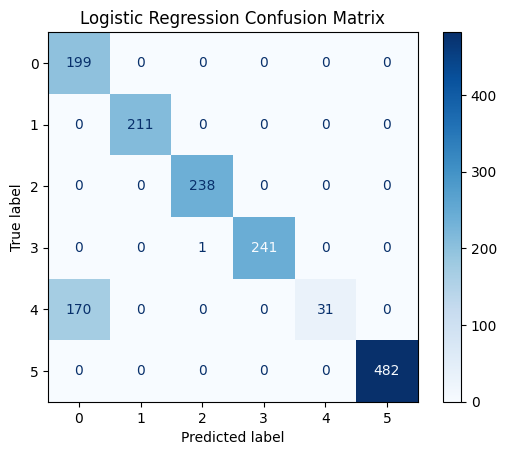 Logistic Regression Confusion Matrix
0 199 0 0 0 0 0
1 0 211 0 0 0 0
2 0 0 238 0 0 0
3 0 0 1 241 0 0
4 170 0 0 0 31 0
5 0 0 0 0 0 482
0 1 2 3 4 5
True label
Predicted label
400
300
200
100
0